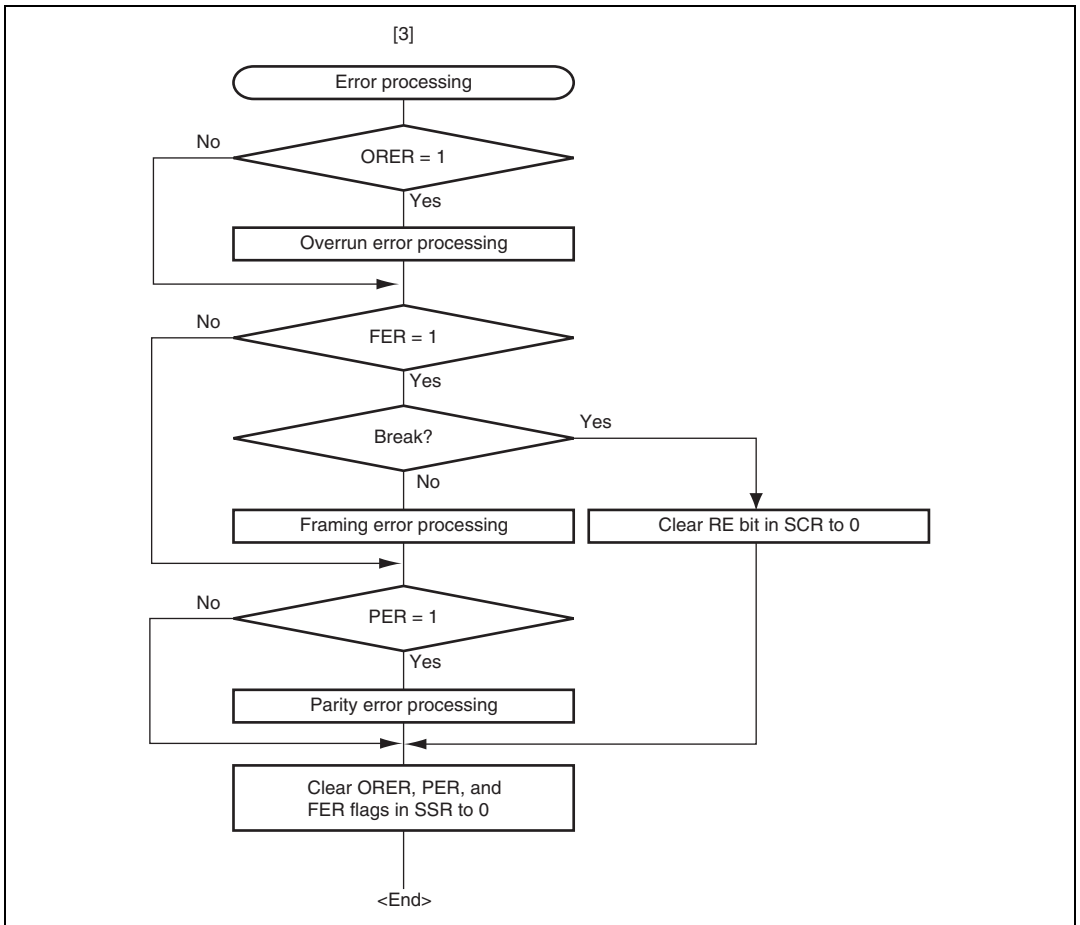 [3]
Error processing
No
ORER = 1
Yes
Overrun error processing
No
FER = 1
Yes
Break?
Yes
No
Framing error processing
Clear RE bit in SCR to 0
No
PER = 1
Yes
Parity error processing
Clear ORER, PER, and
FER flags in SSR to 0
<End>